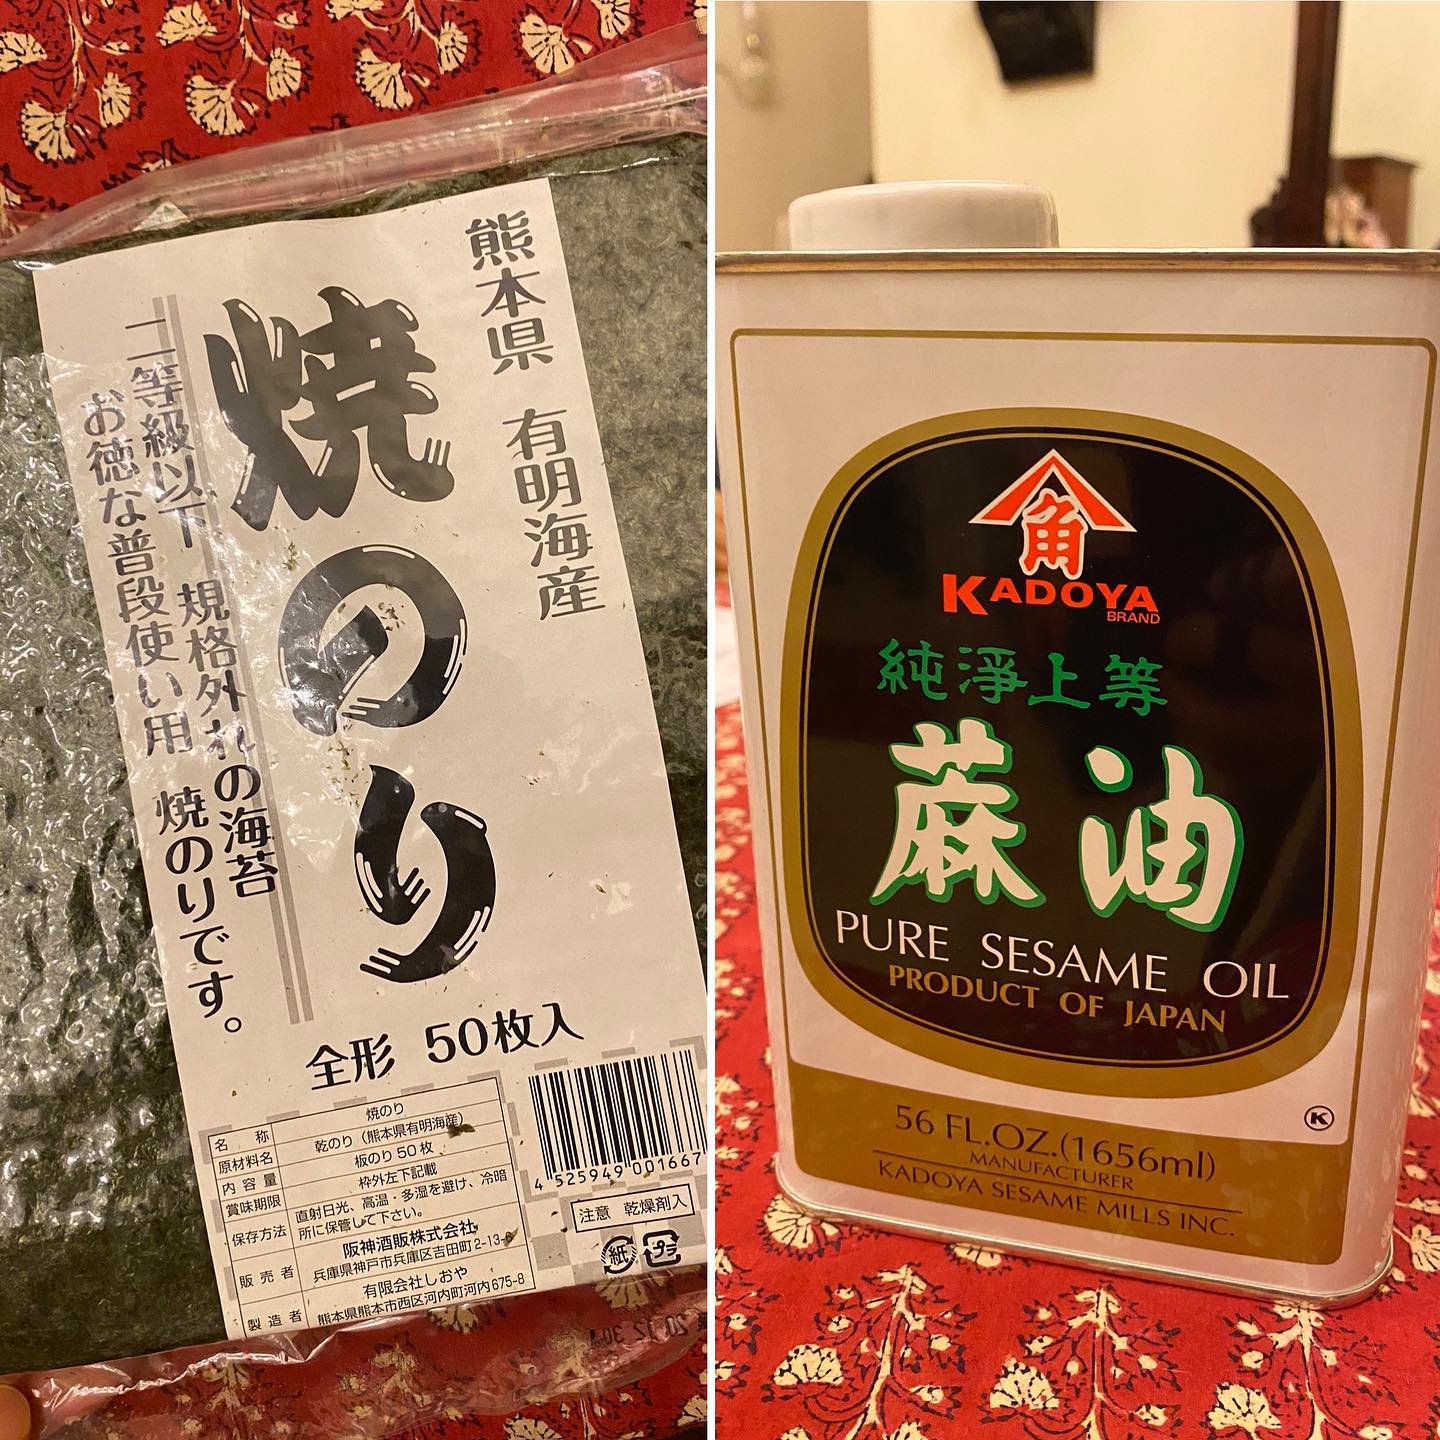 熊本県 有明海産
焼のり
二等級以下 規格外れの海苔
お徳な普段使い用 焼のりです。
全形 50枚入
名称 焼のり
原材料名 乾のり（熊本県有明海産）
内容量 板のり50枚
賞味期限 枠外左下記載
保存方法 直射日光、高温・多湿を避け、冷暗
所に保管して下さい。
販売者 阪神酒販株式会社
兵庫県神戸市兵庫区吉田町2-13-6
製造者 有限会社しおや
熊本県熊本市西区河内町河内675-8
4 525949 001667
注意 乾燥剤入
紙
プラ
角
KADOYA
BRAND
純淨上等
蔴油
PURE SESAME OIL
PRODUCT OF JAPAN
K
56 FL.OZ.(1656ml)
MANUFACTURER
KADOYA SESAME MILLS INC.